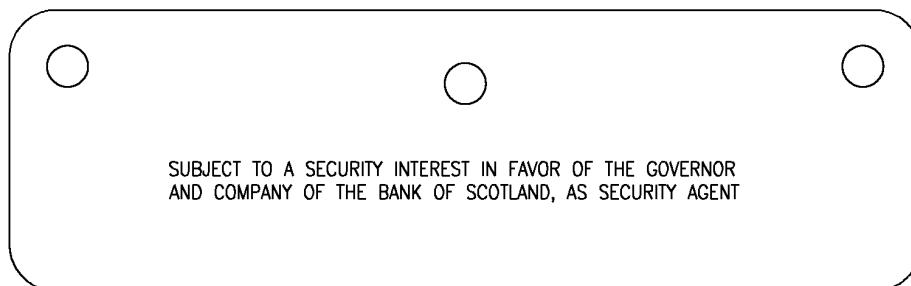 SUBJECT TO A SECURITY INTEREST IN FAVOR OF THE GOVERNOR
AND COMPANY OF THE BANK OF SCOTLAND, AS SECURITY AGENT